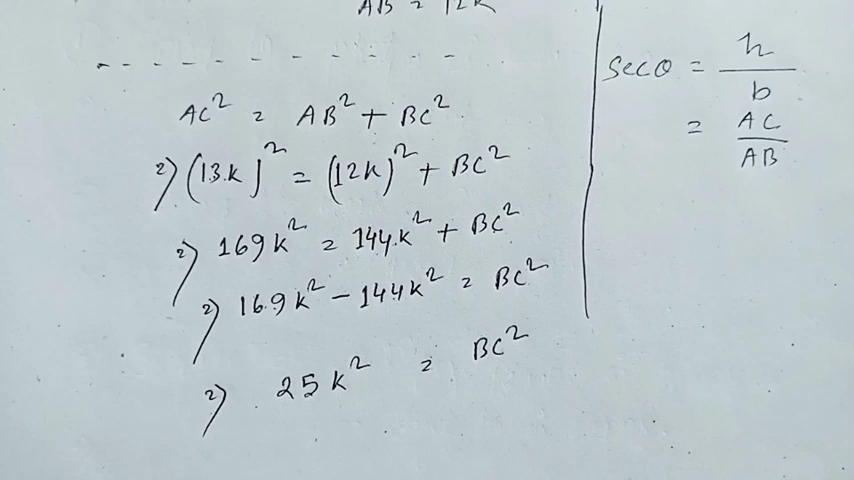 AB = 12K
- - - - - - - - - - -
AC² = AB² + BC²
⇒) (13K)² = (12K)² + BC²
⇒) 169K² = 144K² + BC²
⇒) 169K² - 144K² = BC²
⇒) 25K² = BC²
secθ = h/b
= AC/AB